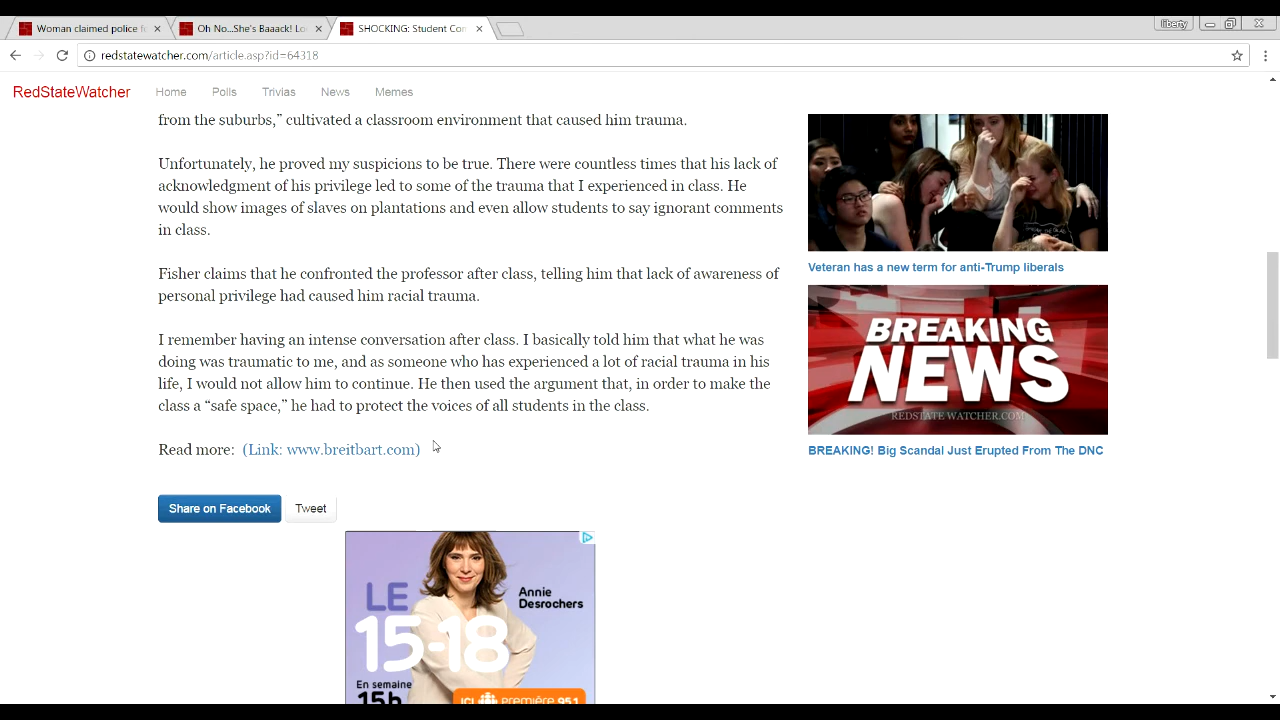 Woman claimed police f
Oh No...She's Baaack! Lo
SHOCKING: Student Con
liberty
redstatewatcher.com/article.asp?id=64318
RedStateWatcher
Home
Polls
Trivias
News
Memes
from the suburbs,” cultivated a classroom environment that caused him trauma.
Unfortunately, he proved my suspicions to be true. There were countless times that his lack of
acknowledgment of his privilege led to some of the trauma that I experienced in class. He
would show images of slaves on plantations and even allow students to say ignorant comments
in class.
Fisher claims that he confronted the professor after class, telling him that lack of awareness of
personal privilege had caused him racial trauma.
I remember having an intense conversation after class. I basically told him that what he was
doing was traumatic to me, and as someone who has experienced a lot of racial trauma in his
life, I would not allow him to continue. He then used the argument that, in order to make the
class a “safe space,” he had to protect the voices of all students in the class.
Read more: (Link: www.breitbart.com)
Share on Facebook
Tweet
LE
15-18
Annie
Desrochers
En semaine
15h
ICI première 95.1
Veteran has a new term for anti-Trump liberals
BREAKING
NEWS
REDSTATE WATCHER.COM
BREAKING! Big Scandal Just Erupted From The DNC